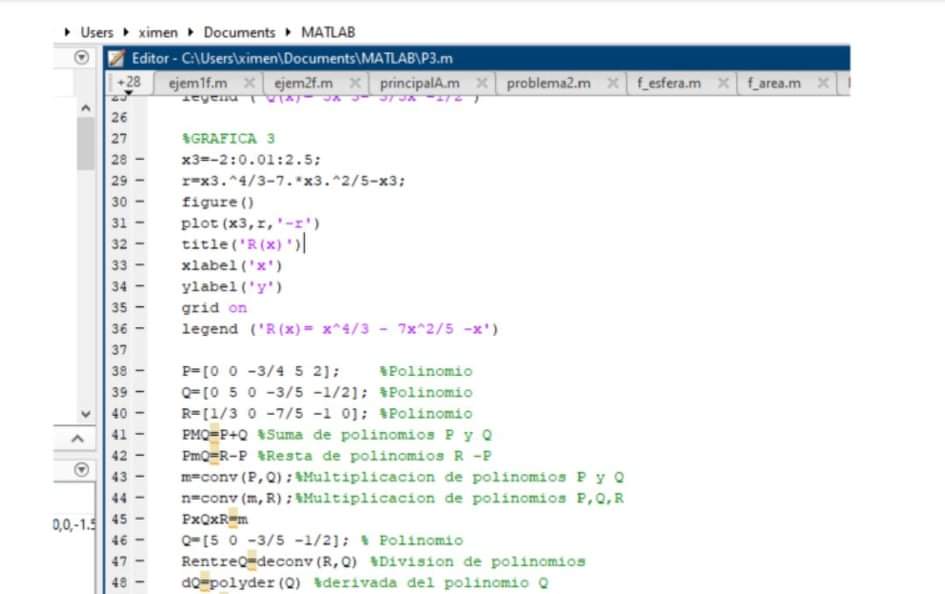 Users ▸ ximen ▸ Documents ▸ MATLAB
Editor - C:\Users\ximen\Documents\MATLAB\P3.m
+28 ejem1f.m × ejem2f.m × principalA.m × problema2.m × f_esfera.m × f_area.m ×
25 legend (
26
27 %GRAFICA 3
28 – x3=-2:0.01:2.5;
29 – r=x3.^4/3-7.*x3.^2/5-x3;
30 – figure()
31 – plot(x3,r,'-r')
32 – title('R(x)')
33 – xlabel('x')
34 – ylabel('y')
35 – grid on
36 – legend ('R(x)= x^4/3 - 7x^2/5 -x')
37
38 – P=[0 0 -3/4 5 2]; %Polinomio
39 – Q=[0 5 0 -3/5 -1/2]; %Polinomio
40 – R=[1/3 0 -7/5 -1 0]; %Polinomio
41 – PMQ=P+Q %Suma de polinomios P y Q
42 – PmQ=R-P %Resta de polinomios R -P
43 – m=conv(P,Q);%Multiplicacion de polinomios P y Q
44 – n=conv(m,R);%Multiplicacion de polinomios P,Q,R
0,0,-1.5
45 – PxQxR=m
46 – Q=[5 0 -3/5 -1/2]; % Polinomio
47 – RentreQ=deconv(R,Q) %Division de polinomios
48 – dQ=polyder(Q) %derivada del polinomio Q